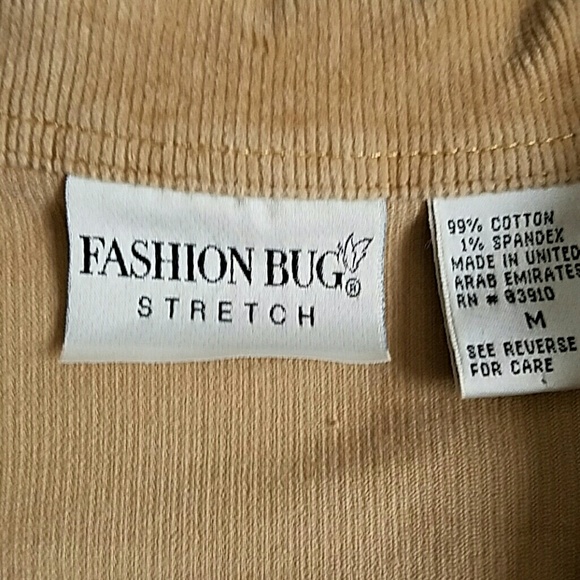 FASHION BUG®
STRETCH
99% COTTON
1% SPANDEX
MADE IN UNITED
ARAB EMIRATES
RN # 83910
M
SEE REVERSE
FOR CARE